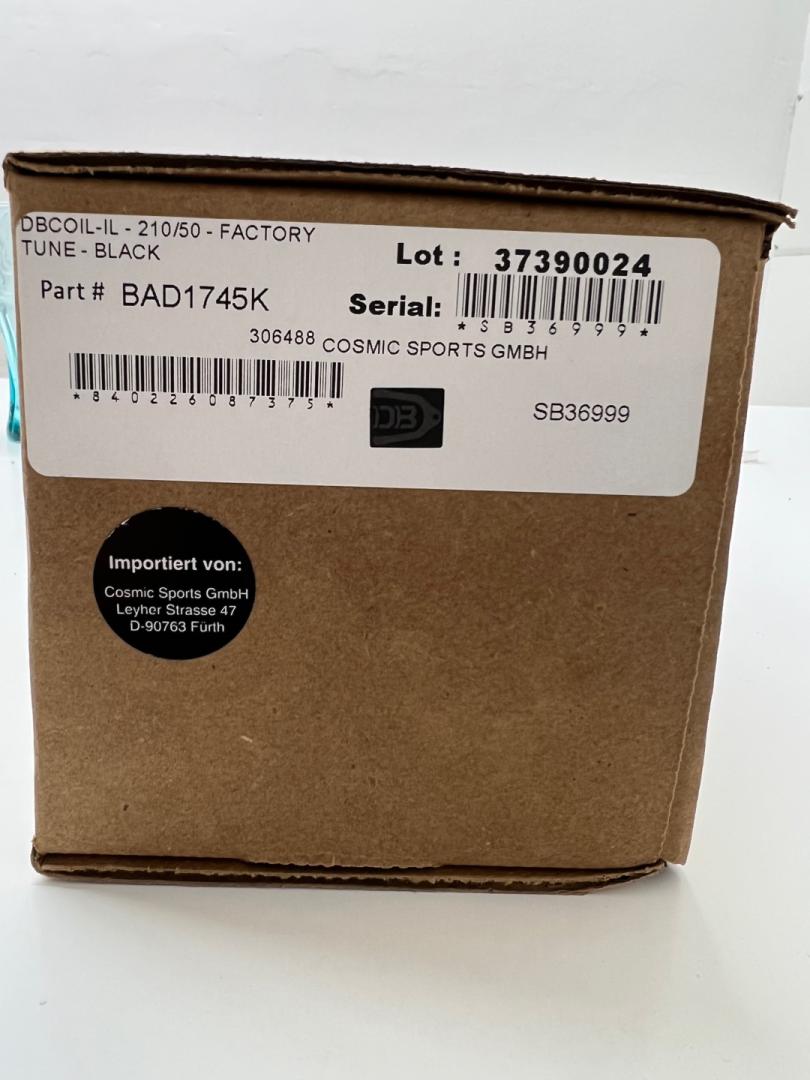 DBCOIL-IL - 210/50 - FACTORY
TUNE - BLACK
Lot : 37390024
Part # BAD1745K
Serial:
*SB36999*
306488 COSMIC SPORTS GMBH
*840226087375*
DB
SB36999
Importiert von:
Cosmic Sports GmbH
Leyher Strasse 47
D-90763 Fürth